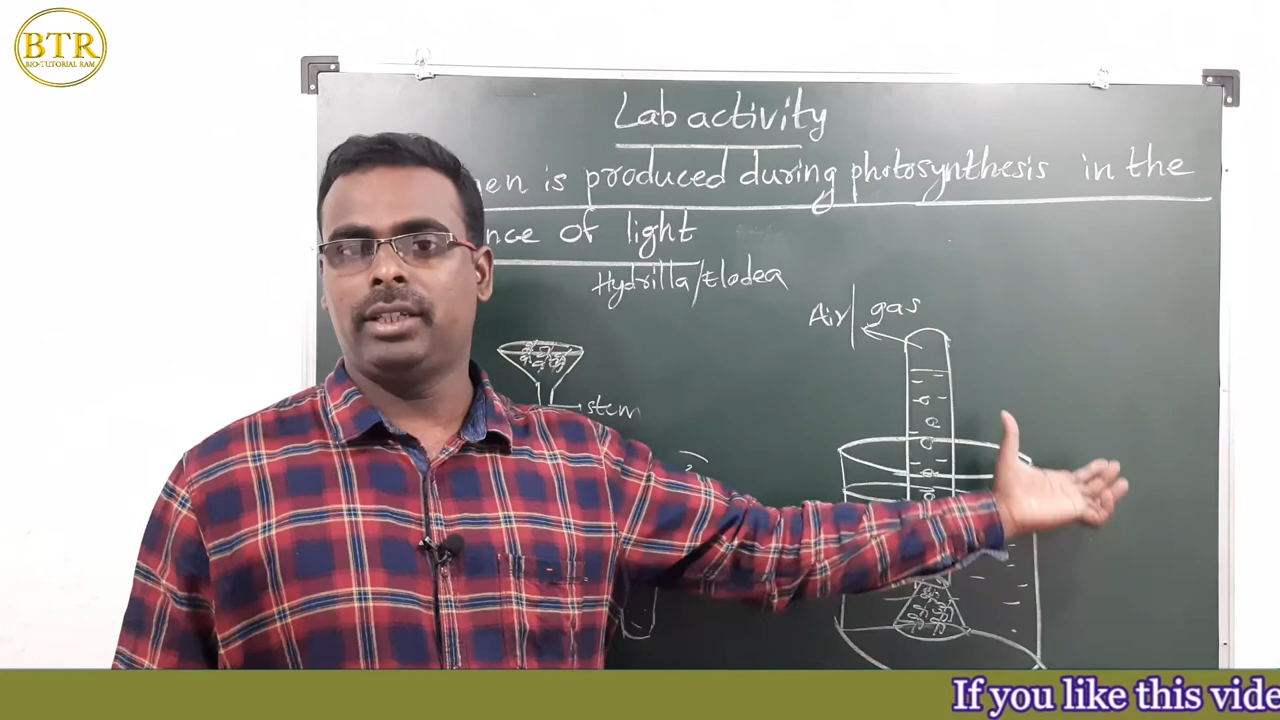 BTR
BIO-TUTORIAL RAM
Lab activity
en is produced during photosynthesis in the
nce of light
Hydrilla/Elodea
Air/gas
stem
If you like this vide